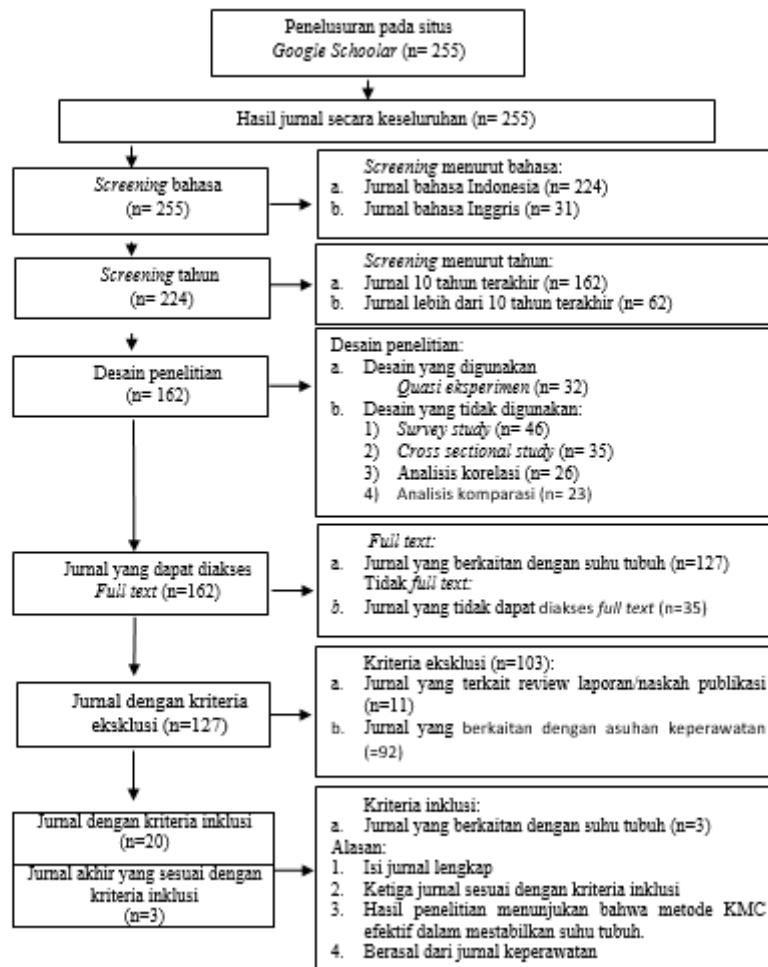 Penelusuran pada situs
Google Schoolar (n= 255)
Hasil jurnal secara keseluruhan (n= 255)
Screening bahasa
(n= 255)
Screening menurut bahasa:
a. Jurnal bahasa Indonesia (n= 224)
b. Jurnal bahasa Inggris (n= 31)
Screening tahun
(n= 224)
Screening menurut tahun:
a. Jurnal 10 tahun terakhir (n= 162)
b. Jurnal lebih dari 10 tahun terakhir (n= 62)
Desain penelitian
(n= 162)
Desain penelitian:
a. Desain yang digunakan
Quasi eksperimen (n= 32)
b. Desain yang tidak digunakan:
1) Survey study (n= 46)
2) Cross sectional study (n= 35)
3) Analisis korelasi (n= 26)
4) Analisis komparasi (n= 23)
Jurnal yang dapat diakses
Full text (n=162)
Full text:
a. Jurnal yang berkaitan dengan suhu tubuh (n=127)
Tidak full text:
b. Jurnal yang tidak dapat diakses full text (n=35)
Jurnal dengan kriteria
eksklusi (n=127)
Kriteria eksklusi (n=103):
a. Jurnal yang terkait review laporan/naskah publikasi
(n=11)
b. Jurnal yang berkaitan dengan asuhan keperawatan
(=92)
Jurnal dengan kriteria inklusi
(n=20)
Jurnal akhir yang sesuai dengan
kriteria inklusi
(n=3)
Kriteria inklusi:
a. Jurnal yang berkaitan dengan suhu tubuh (n=3)
Alasan:
1. Isi jurnal lengkap
2. Ketiga jurnal sesuai dengan kriteria inklusi
3. Hasil penelitian menunjukan bahwa metode KMC
efektif dalam mestabilkan suhu tubuh.
4. Berasal dari jurnal keperawatan